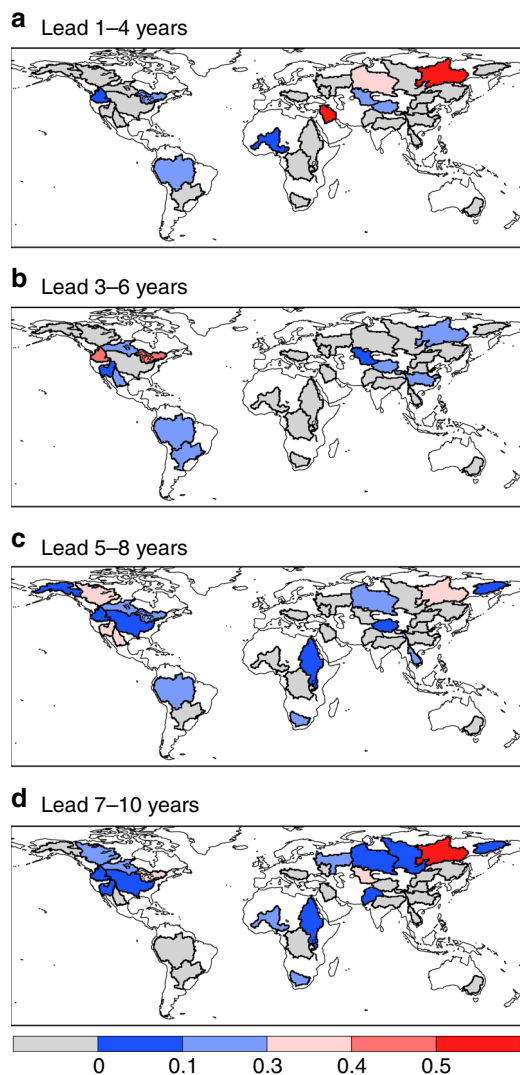 a
Lead 1–4 years
b
Lead 3–6 years
c
Lead 5–8 years
d
Lead 7–10 years
0 0.1 0.3 0.4 0.5